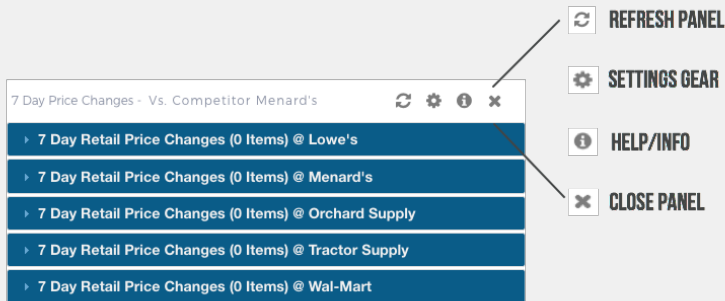 REFRESH PANEL
SETTINGS GEAR
7 Day Price Changes - Vs. Competitor Menard's
7 Day Retail Price Changes (0 Items) @ Lowe's
HELP/INFO
7 Day Retail Price Changes (0 Items) @ Menard's
7 Day Retail Price Changes (0 Items) @ Orchard Supply
CLOSE PANEL
7 Day Retail Price Changes (0 Items) @ Tractor Supply
7 Day Retail Price Changes (0 Items) @ Wal-Mart